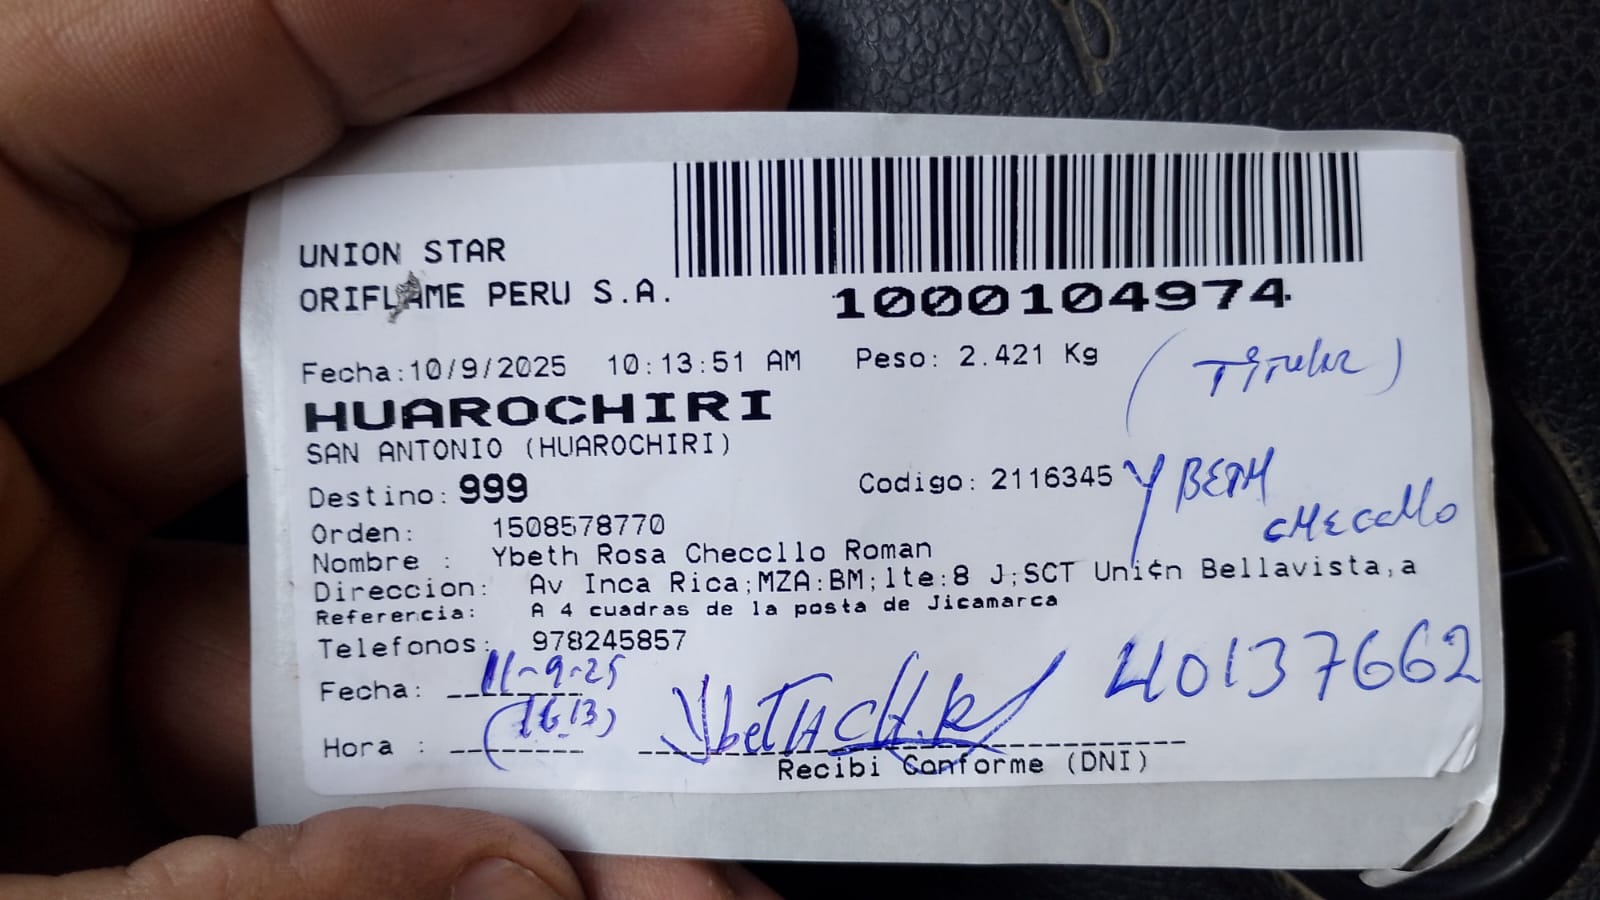 UNION STAR
ORIFLAME PERU S.A.
1000104974
Fecha:10/9/2025 10:13:51 AM Peso: 2.421 Kg
(Titular)
HUAROCHIRI
SAN ANTONIO (HUAROCHIRI)
Destino: 999 Codigo: 2116345
YBETH
CHECCLLO
Orden: 1508578770
Nombre : Ybeth Rosa Checcllo Roman
Direccion: Av Inca Rica;MZA:BM;lte:8 J;SCT Uni¢n Bellavista,a
Referencia: A 4 cuadras de la posta de Jicamarca
Telefonos: 978245857
Fecha: 11-9-25
40137662
Hora : (16:13)
YbeTH CH.R
Recibi Conforme (DNI)